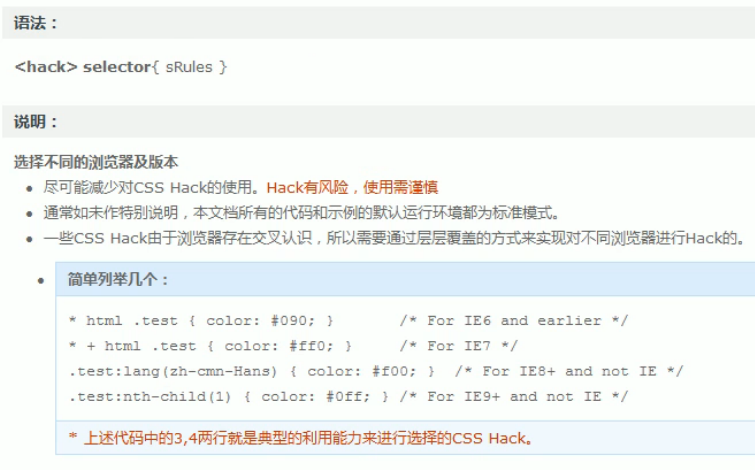 语法：
<hack> selector{ sRules }
说明：
选择不同的浏览器及版本
• 尽可能减少对CSS Hack的使用。Hack有风险，使用需谨慎
• 通常如未作特别说明，本文档所有的代码和示例的默认运行环境都为标准模式。
• 一些CSS Hack由于浏览器存在交叉认识，所以需要通过层层覆盖的方式来实现对不同浏览器进行Hack的。
• 简单列举几个：
* html .test { color: #090; }       /* For IE6 and earlier */
* + html .test { color: #ff0; }     /* For IE7 */
.test:lang(zh-cmn-Hans) { color: #f00; }  /* For IE8+ and not IE */
.test:nth-child(1) { color: #0ff; } /* For IE9+ and not IE */
* 上述代码中的3,4两行就是典型的利用能力来进行选择的CSS Hack。